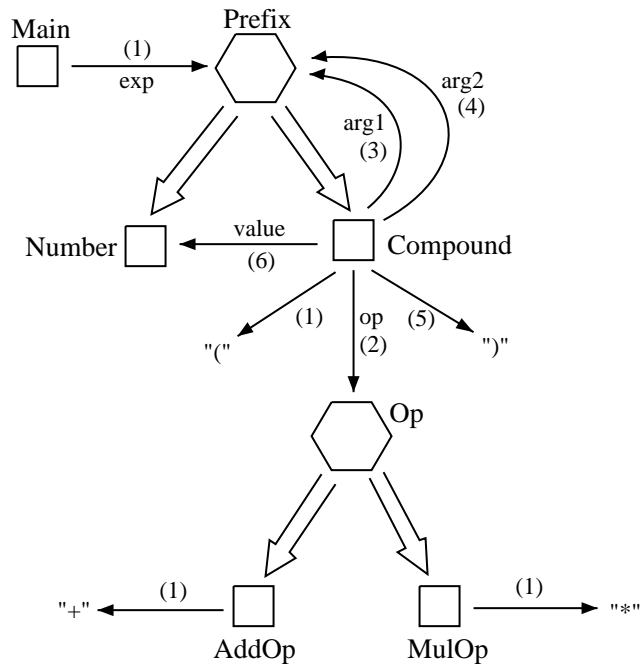 Main
Prefix
(1)
exp
arg2
(4)
arg1
(3)
Number
value
(6)
Compound
(1)
op
(2)
(5)
"("
")"
Op
(1)
(1)
"+"
"*"
AddOp
MulOp